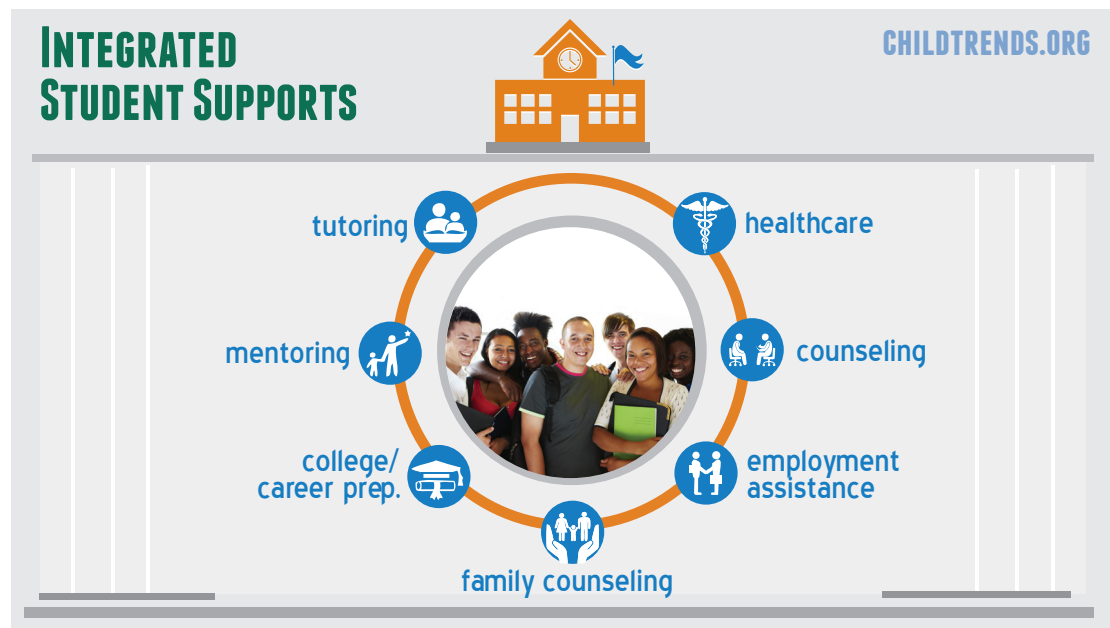 INTEGRATED
STUDENT SUPPORTS
CHILDTRENDS.ORG
tutoring
healthcare
mentoring
counseling
college/
career prep.
employment
assistance
family counseling